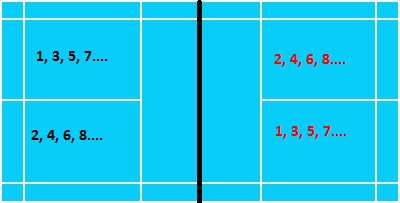 1, 3, 5, 7....
2, 4, 6, 8....
2, 4, 6, 8....
1, 3, 5, 7....